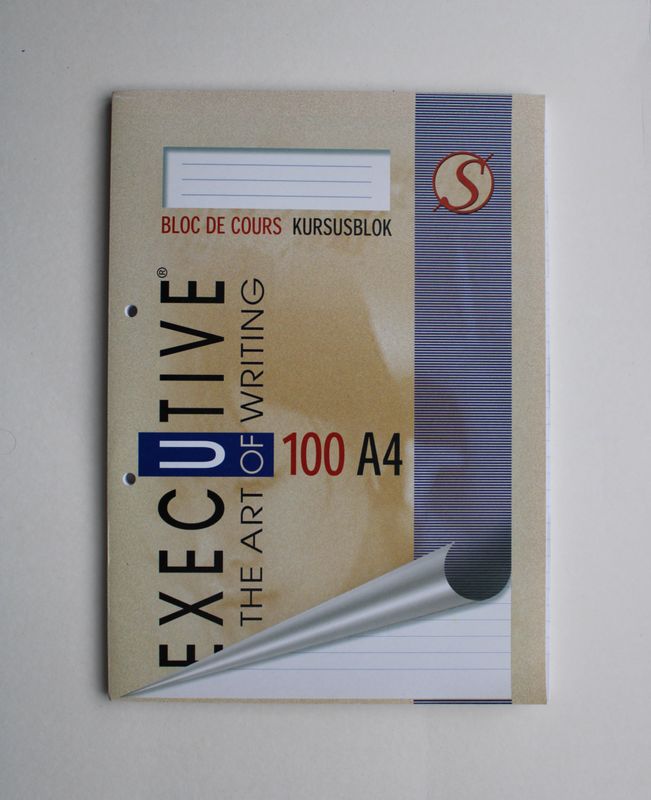 S
BLOC DE COURS KURSUSBLOK
EXECUTIVE®
THE ART OF WRITING
100 A4